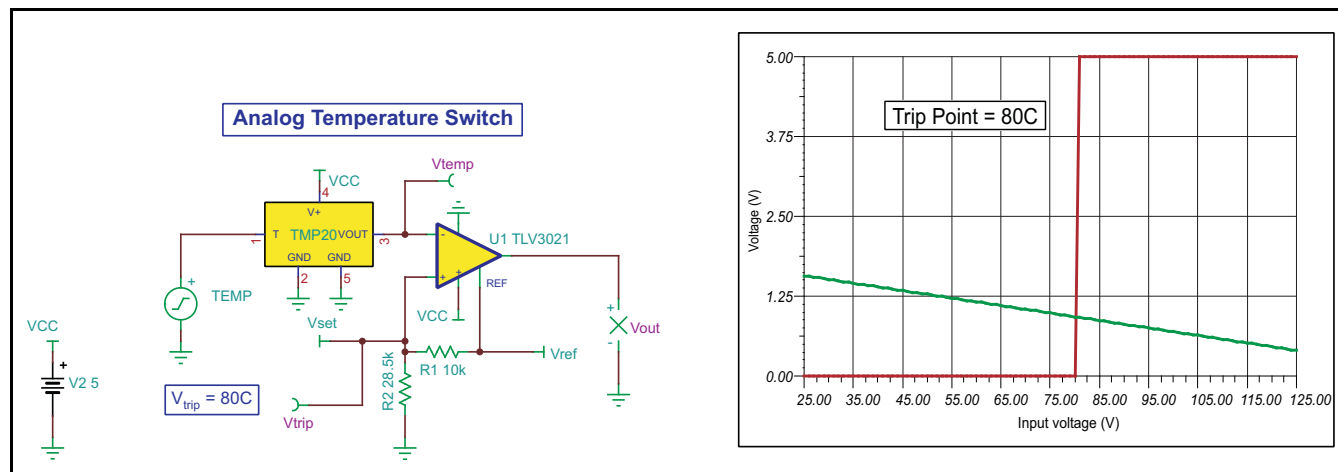 Analog Temperature Switch
Vtemp
VCC
4
V+
1
T
TMP20
VOUT
3
GND
GND
2
5
-
+
+
U1 TLV3021
REF
TEMP
+
VCC
Vset
R1 10k
Vref
R2 28.5k
+
-
Vout
VCC
+
V2 5
Vtrip = 80C
Vtrip
Trip Point = 80C
Voltage (V)
5.00
3.75
2.50
1.25
0.00
25.00 35.00 45.00 55.00 65.00 75.00 85.00 95.00 105.00 115.00 125.00
Input voltage (V)